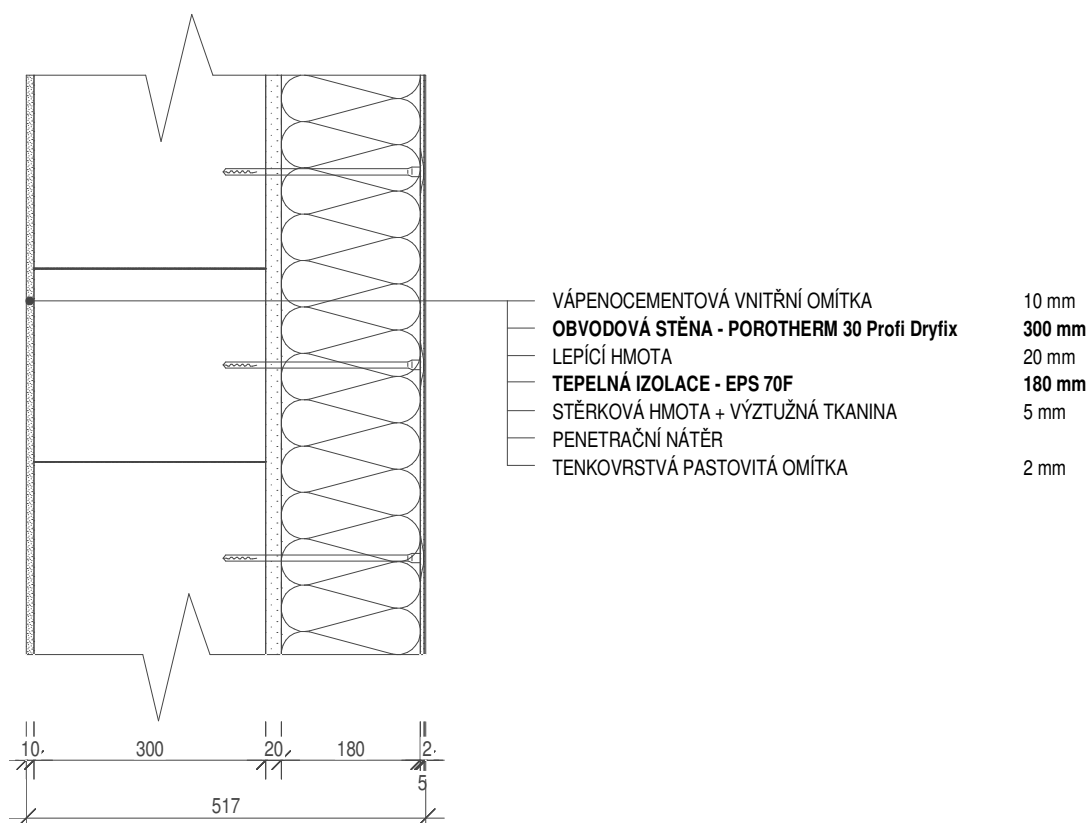 VÁPENOCEMENTOVÁ VNITŘNÍ OMÍTKA 10 mm
OBVODOVÁ STĚNA - POROTHERM 30 Profi Dryfix 300 mm
LEPÍCÍ HMOTA 20 mm
TEPELNÁ IZOLACE - EPS 70F 180 mm
STĚRKOVÁ HMOTA + VÝZTUŽNÁ TKANINA 5 mm
PENETRAČNÍ NÁTĚR
TENKOVRSTVÁ PASTOVITÁ OMÍTKA 2 mm
10 300 20 180 2
5
517